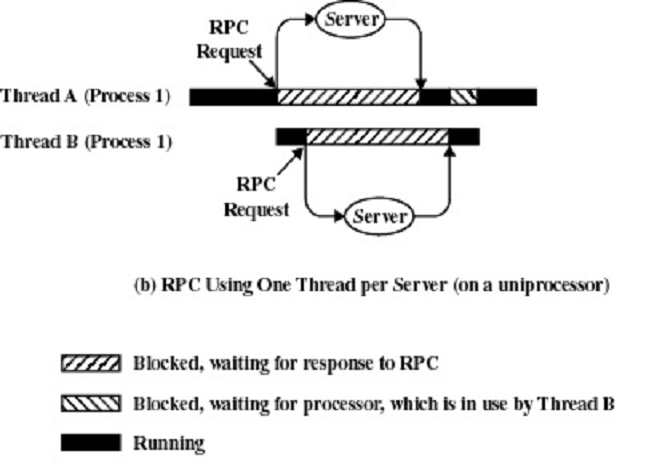 Server
RPC
Request
Thread A (Process 1)
Thread B (Process 1)
RPC
Request
Server
(b) RPC Using One Thread per Server (on a uniprocessor)
Blocked, waiting for response to RPC
Blocked, waiting for processor, which is in use by Thread B
Running